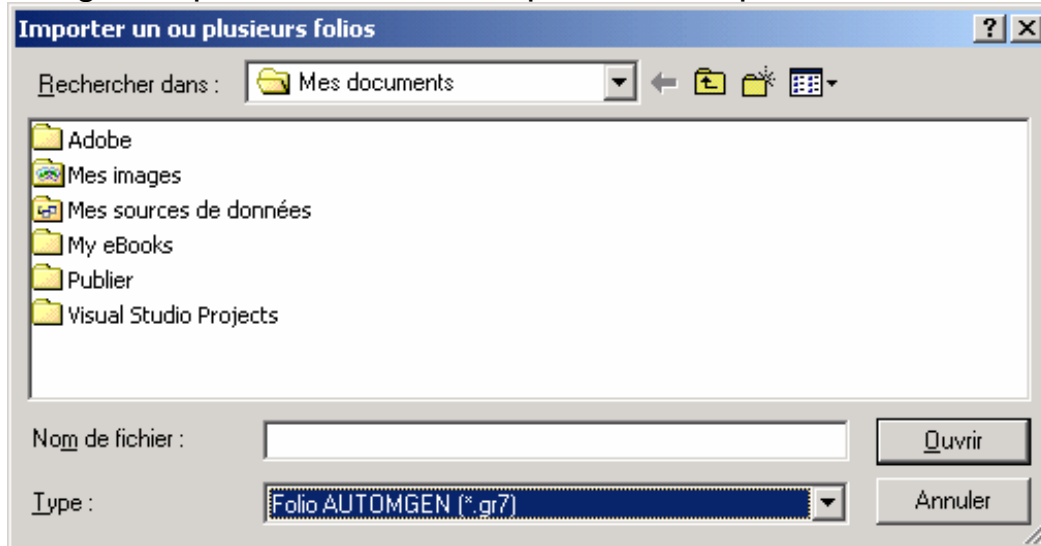 Importer un ou plusieurs folios
Rechercher dans : Mes documents
Adobe
Mes images
Mes sources de données
My eBooks
Publier
Visual Studio Projects
Nom de fichier : Ouvrir
Type : Folio AUTOMGEN (*.gr7) Annuler